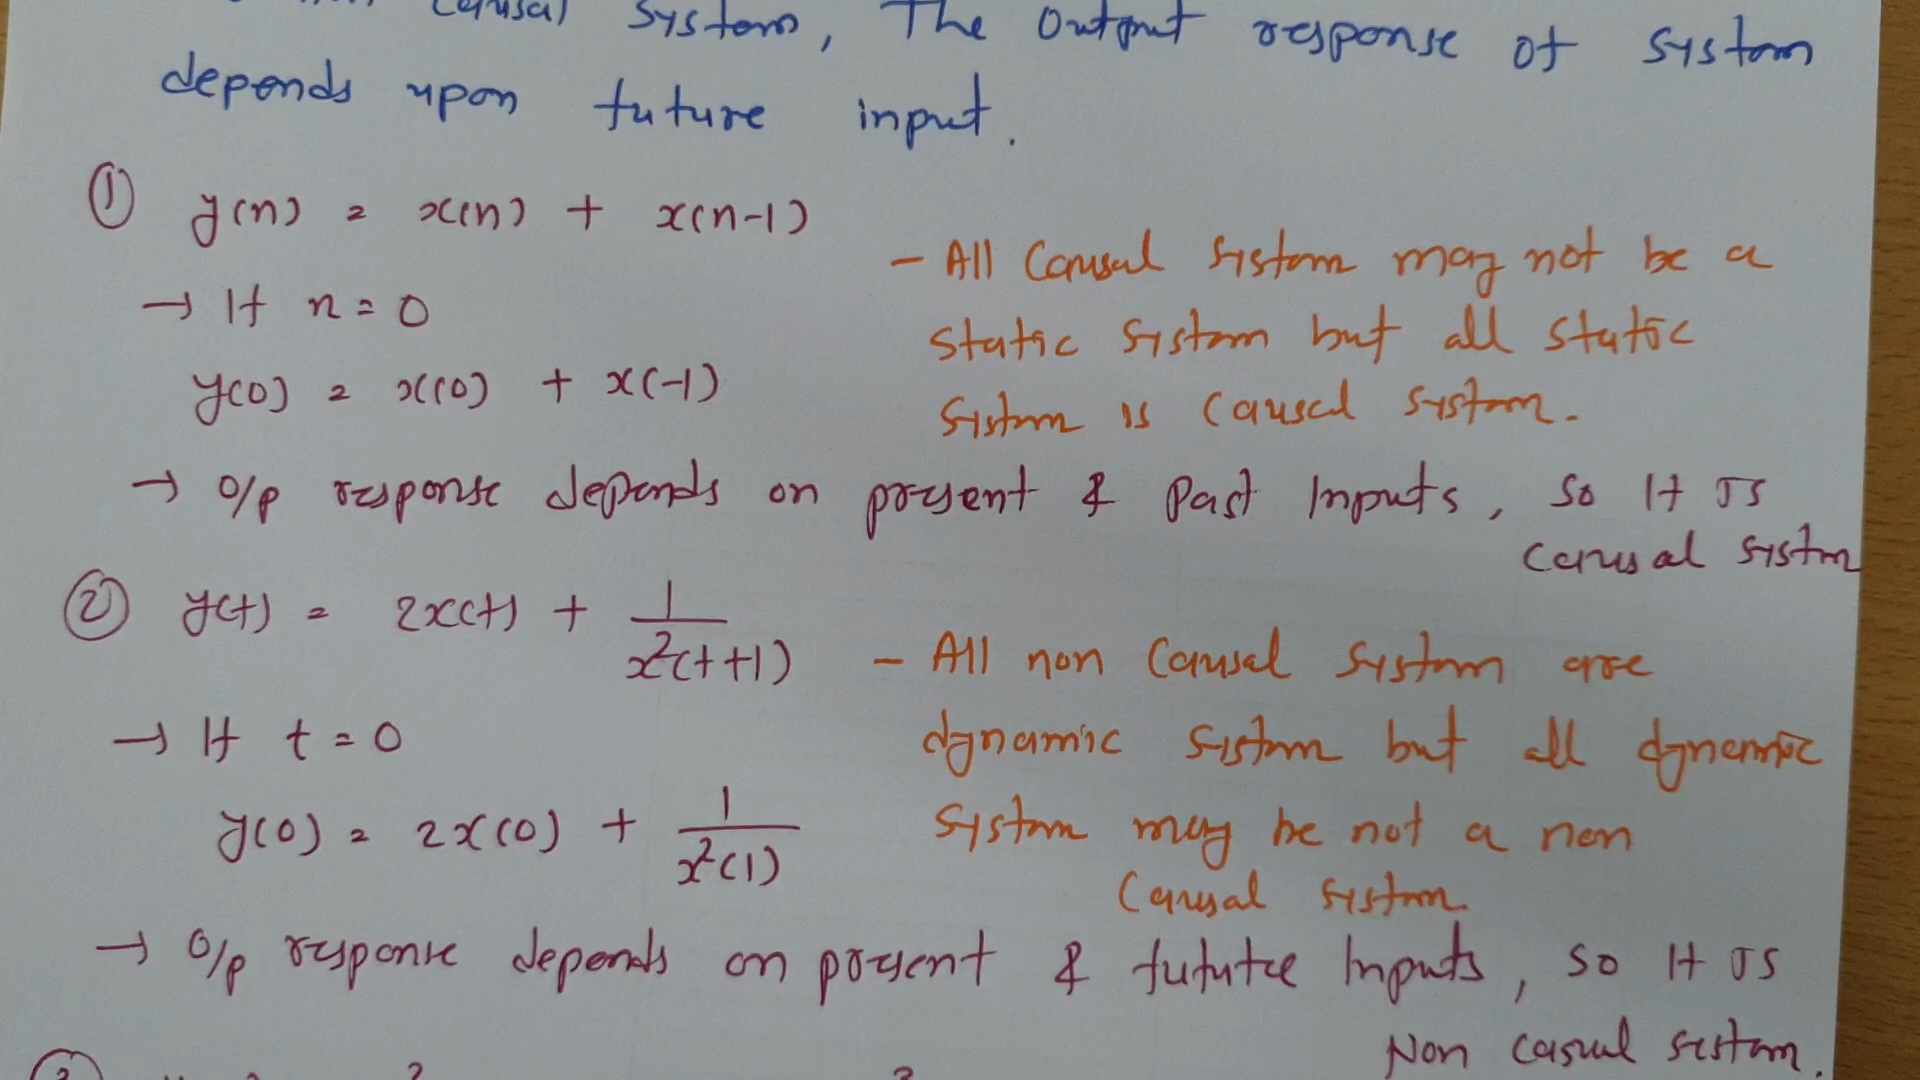 causal system, The output response of system
depends upon future input.
① y(n) = x(n) + x(n-1)
- All Causal system may not be a
→ If n = 0
static system but all static
y(0) = x(0) + x(-1)
system is causal system.
→ O/p response depends on present & Past Inputs, so It Is
causal system
② y(t) = 2x(t) + 1/x²(t+1)
- All non Causal system are
→ If t = 0
dynamic system but all dynamic
y(0) = 2x(0) + 1/x²(1)
system may be not a non
Causal system.
→ O/p response depends on present & fututre Inputs, so It Is
Non casual sestem.